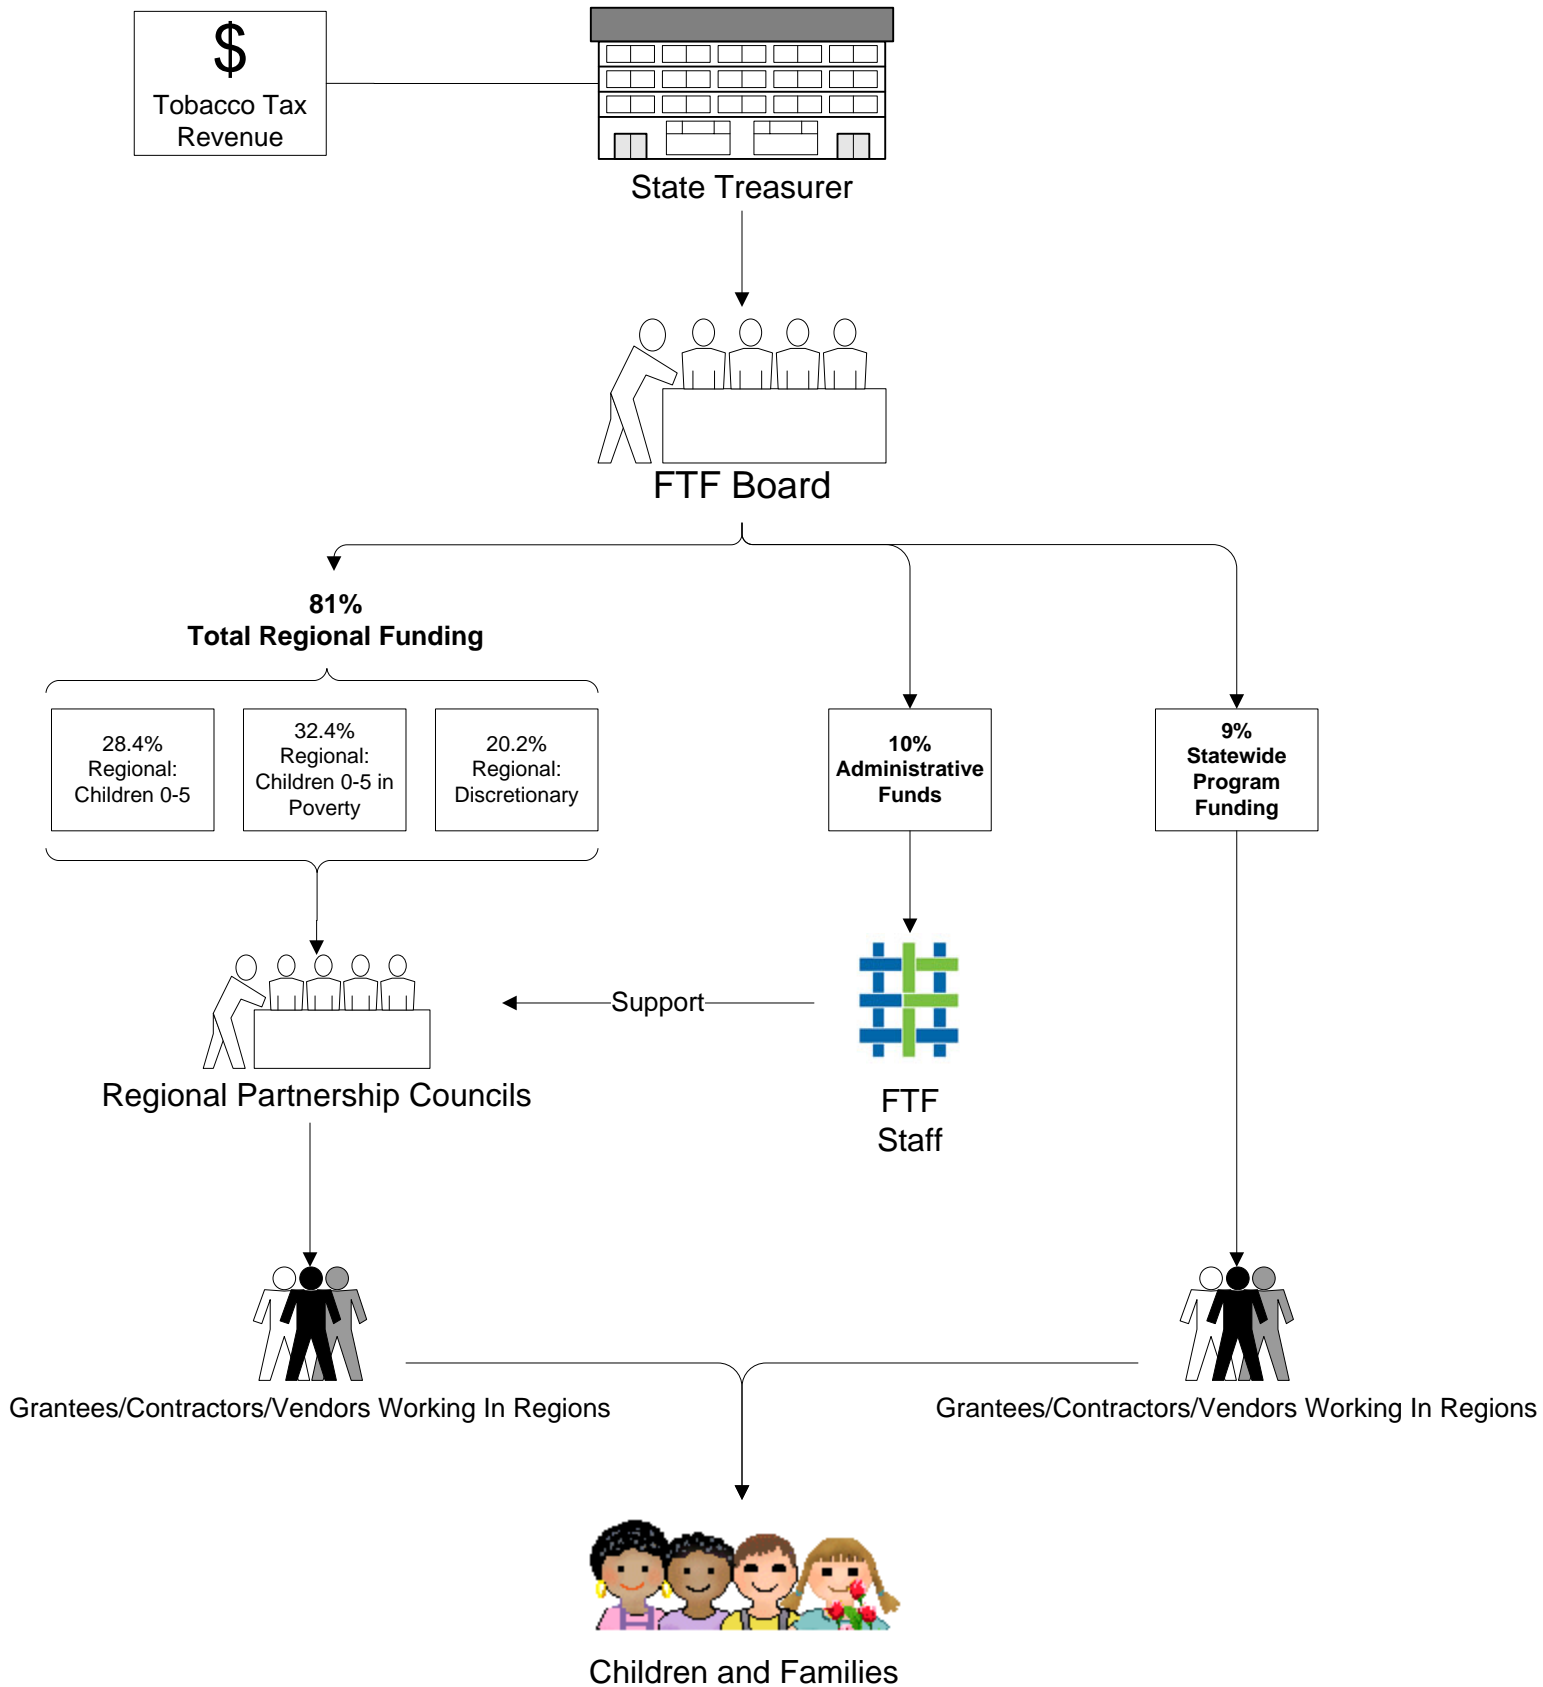 $
Tobacco Tax
Revenue
State Treasurer
FTF Board
81%
Total Regional Funding
28.4%
Regional:
Children 0-5
32.4%
Regional:
Children 0-5 in
Poverty
20.2%
Regional:
Discretionary
10%
Administrative
Funds
9%
Statewide
Program
Funding
Support
Regional Partnership Councils
FTF
Staff
Grantees/Contractors/Vendors Working In Regions
Grantees/Contractors/Vendors Working In Regions
Children and Families